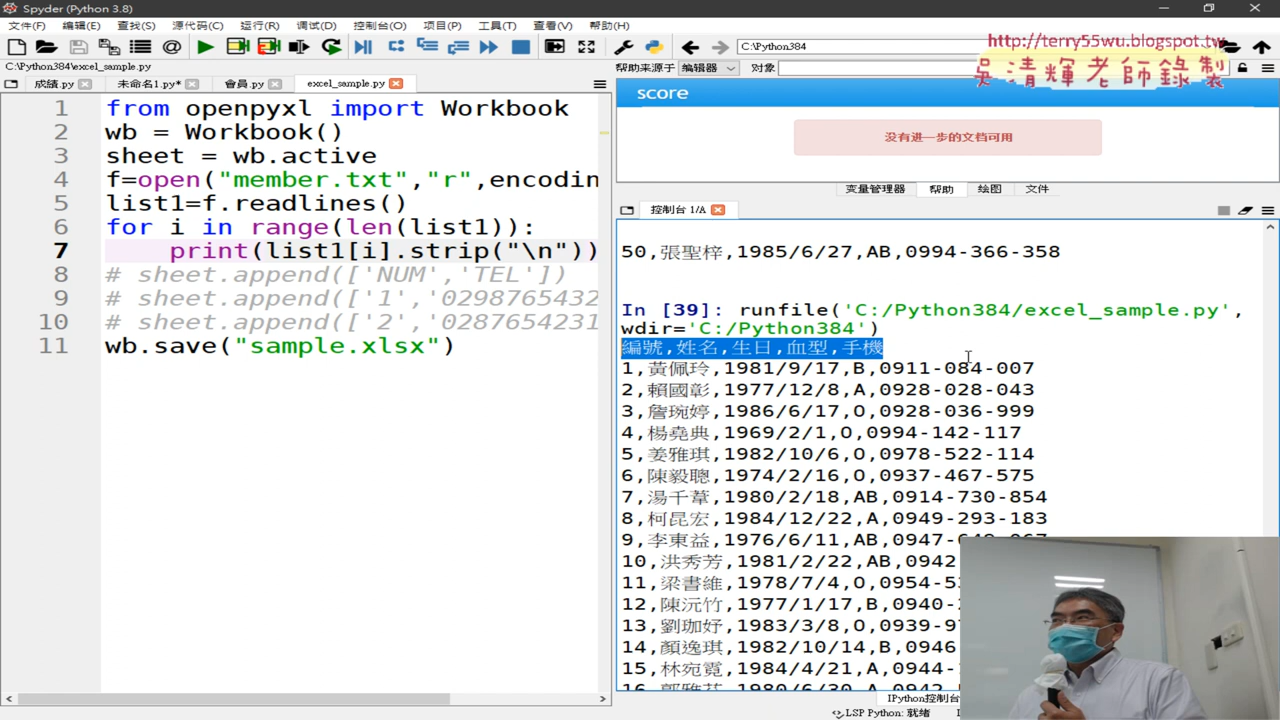 Spyder (Python 3.8)
文件(F) 编辑(E) 查找(S) 源代码(C) 运行(R) 调试(D) 控制台(O) 项目(P) 工具(T) 查看(V) 帮助(H)
C:\Python384
http://terry55wu.blogspot.tw
吳清輝老師錄製
C:\Python384\excel_sample.py
帮助来源于 编辑器 对象
成績.py 未命名1.py* 會員.py excel_sample.py
score
没有进一步的文档可用
变量管理器 帮助 绘图 文件
控制台 1/A
1 from openpyxl import Workbook
2 wb = Workbook()
3 sheet = wb.active
4 f=open("member.txt","r",encodin
5 list1=f.readlines()
6 for i in range(len(list1)):
7 print(list1[i].strip("\n"))
8 # sheet.append(['NUM','TEL'])
9 # sheet.append(['1','0298765432
10 # sheet.append(['2','0287654231
11 wb.save("sample.xlsx")
50,張聖梓,1985/6/27,AB,0994-366-358
In [39]: runfile('C:/Python384/excel_sample.py',
wdir='C:/Python384')
編號,姓名,生日,血型,手機
1,黃佩玲,1981/9/17,B,0911-084-007
2,賴國彰,1977/12/8,A,0928-028-043
3,詹琬婷,1986/6/17,O,0928-036-999
4,楊堯典,1969/2/1,O,0994-142-117
5,姜雅琪,1982/10/6,O,0978-522-114
6,陳毅聰,1974/2/16,O,0937-467-575
7,湯千葦,1980/2/18,AB,0914-730-854
8,柯昆宏,1984/12/22,A,0949-293-183
9,李東益,1976/6/11,AB,0947-
10,洪秀芳,1981/2/22,AB,0942
11,梁書維,1978/7/4,O,0954-5
12,陳沅竹,1977/1/17,B,0940-
13,劉珈妤,1983/3/8,O,0939-9
14,顏逸琪,1982/10/14,B,0946
15,林宛霓,1984/4/21,A,0944-
IPython控制台
LSP Python: 就绪